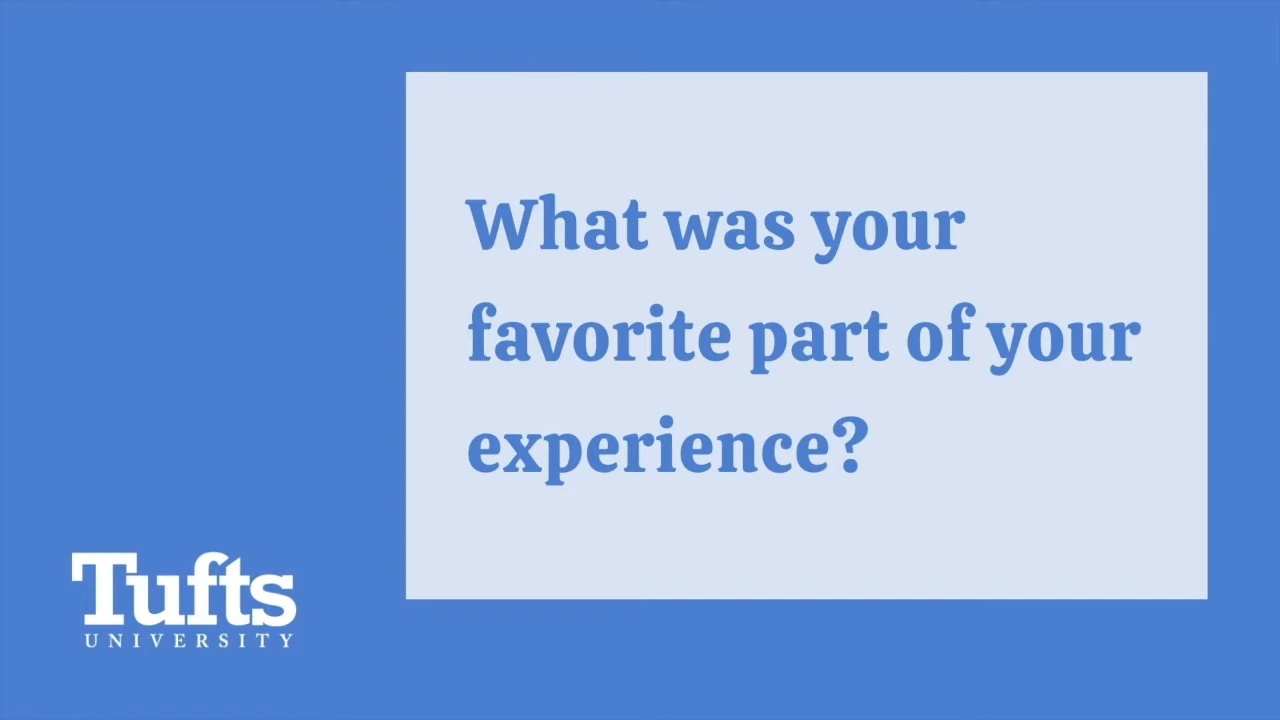 What was your
favorite part of your
experience?
Tufts
UNIVERSITY